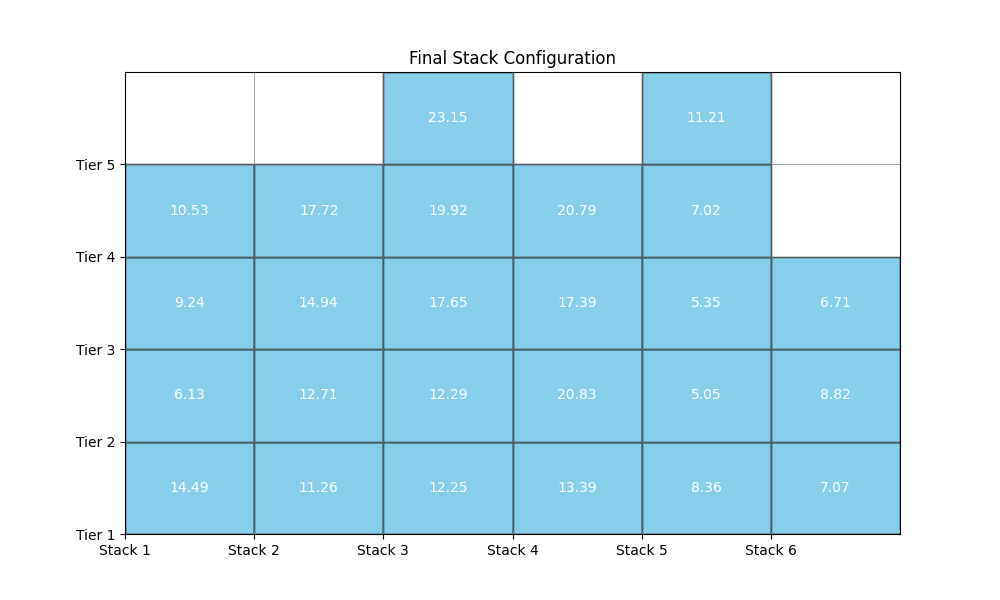 Final Stack Configuration
23.15 11.21
Tier 5
10.53 17.72 19.92 20.79 7.02
Tier 4
9.24 14.94 17.65 17.39 5.35 6.71
Tier 3
6.13 12.71 12.29 20.83 5.05 8.82
Tier 2
14.49 11.26 12.25 13.39 8.36 7.07
Tier 1
Stack 1 Stack 2 Stack 3 Stack 4 Stack 5 Stack 6